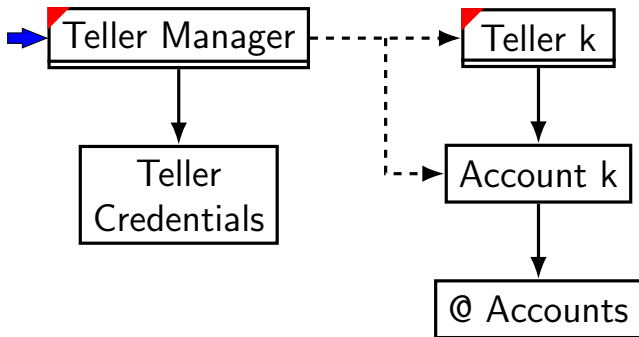 Teller Manager
Teller k
Teller
Credentials
Account k
@ Accounts